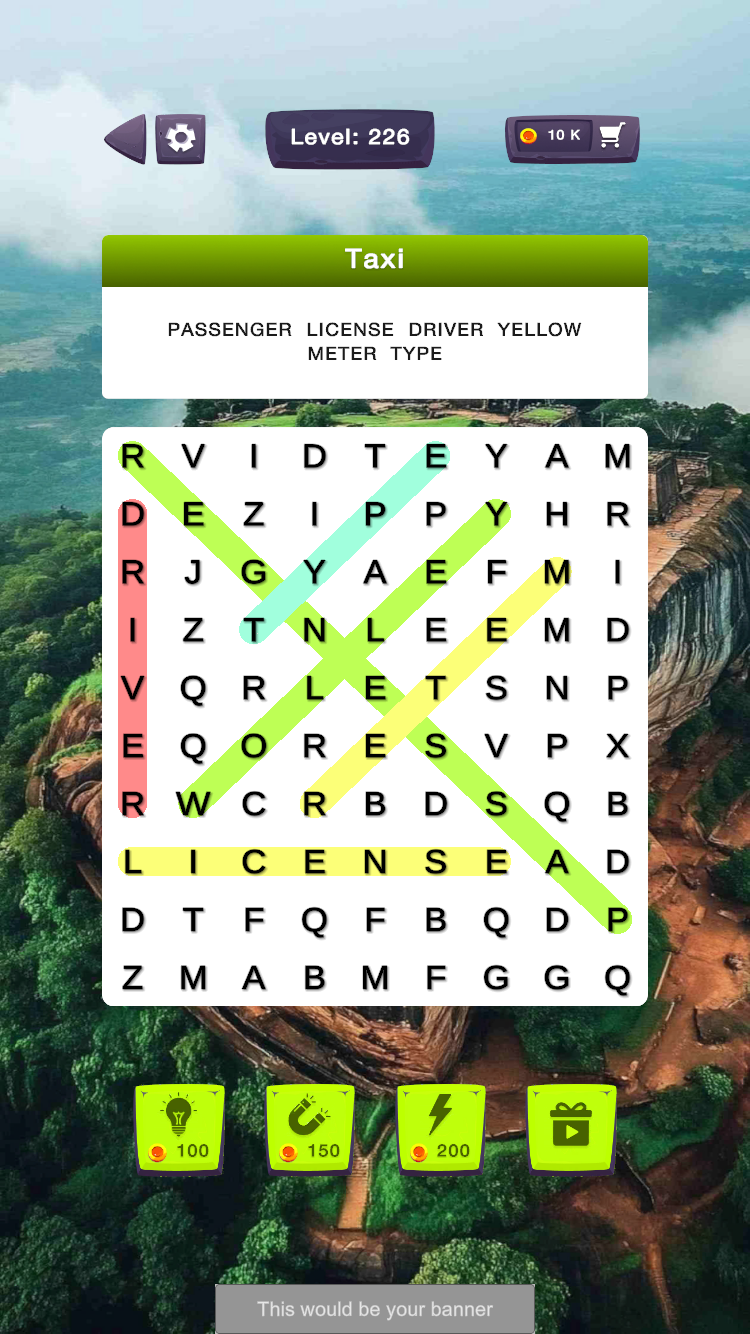 Level: 226
10 K
Taxi
PASSENGER LICENSE DRIVER YELLOW
METER TYPE
R V I D T E Y A M
D E Z I P P Y H R
R J G Y A E F M I
I Z T N L E E M D
V Q R L E T S N P
E Q O R E S V P X
R W C R B D S Q B
L I C E N S E A D
D T F Q F B Q D P
Z M A B M F G G Q
100 150 200
This would be your banner